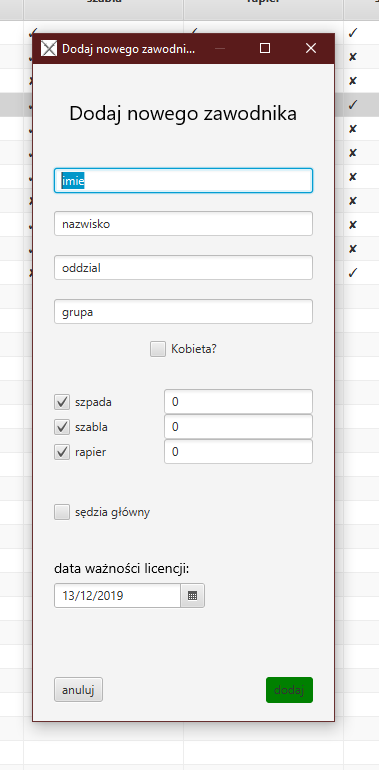 szabla
rapier
Dodaj nowego zawodni...
Dodaj nowego zawodnika
imie
nazwisko
oddzial
grupa
Kobieta?
szpada 0
szabla 0
rapier 0
sędzia główny
data ważności licencji:
13/12/2019
anuluj dodaj